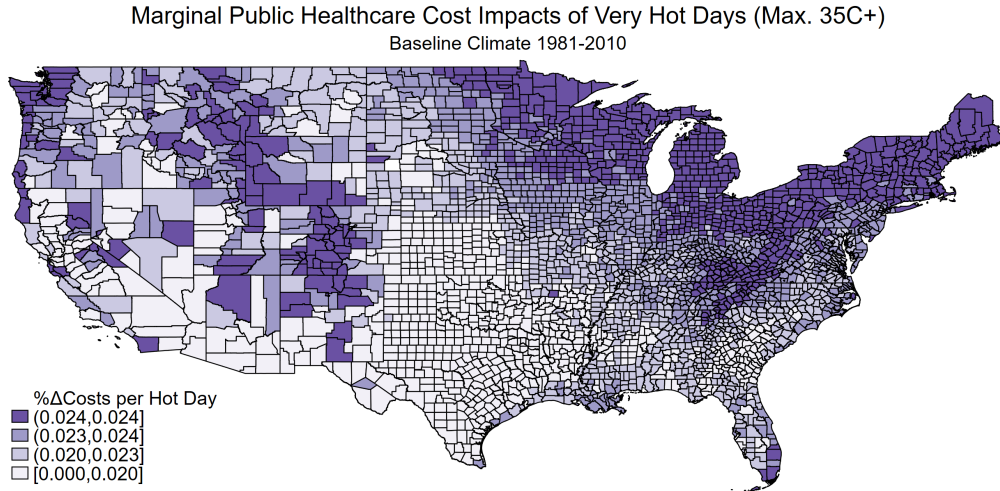 Marginal Public Healthcare Cost Impacts of Very Hot Days (Max. 35C+)
Baseline Climate 1981-2010
%ΔCosts per Hot Day
(0.024,0.024]
(0.023,0.024]
(0.020,0.023]
[0.000,0.020]